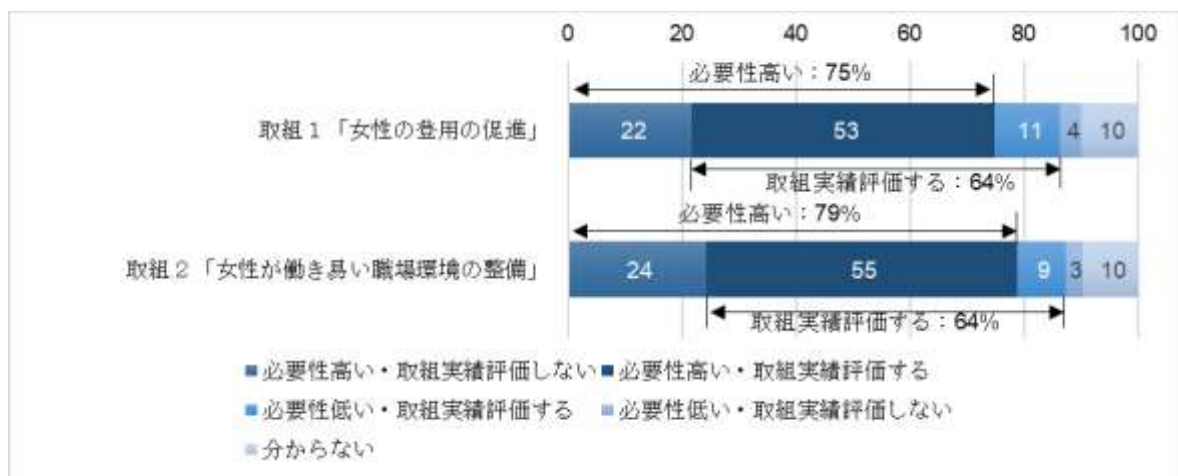 0 20 40 60 80 100
必要性高い：75%
取組１「女性の登用の促進」 22 53 11 4 10
取組実績評価する：64%
必要性高い：79%
取組２「女性が働き易い職場環境の整備」 24 55 9 3 10
取組実績評価する：64%
必要性高い・取組実績評価しない 必要性高い・取組実績評価する
必要性低い・取組実績評価する 必要性低い・取組実績評価しない
分からない